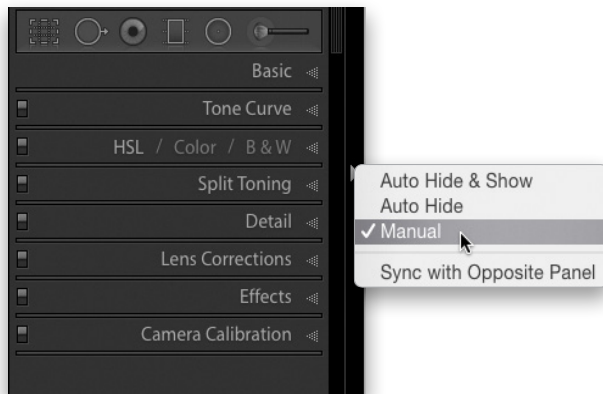 Basic
Tone Curve
HSL / Color / B & W
Split Toning
Detail
Lens Corrections
Effects
Camera Calibration
Auto Hide & Show
Auto Hide
✓ Manual
Sync with Opposite Panel